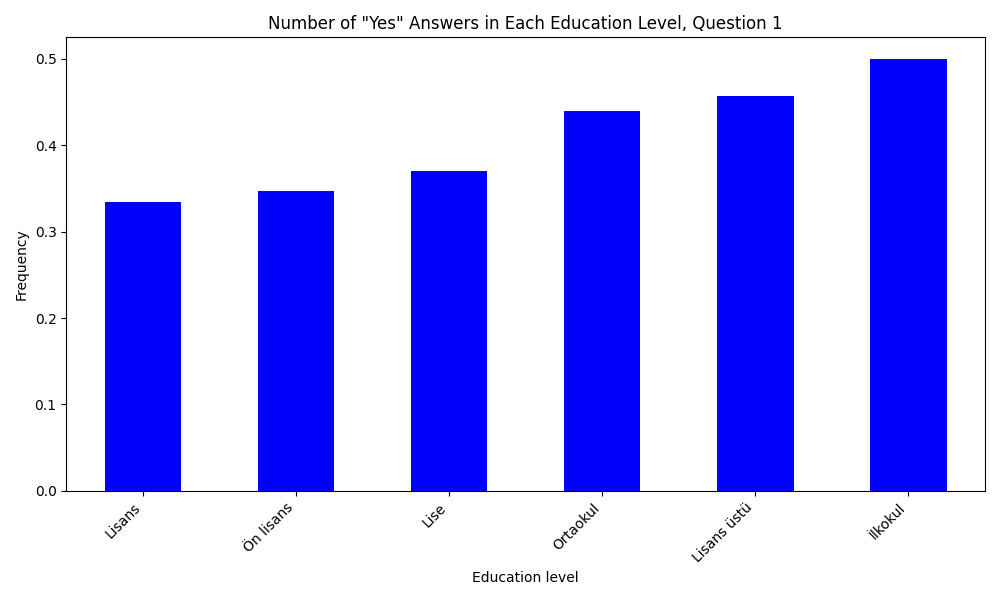 Number of "Yes" Answers in Each Education Level, Question 1
Frequency
0.5
0.4
0.3
0.2
0.1
0.0
Lisans
Ön lisans
Lise
Ortaokul
Lisans üstü
İlkokul
Education level